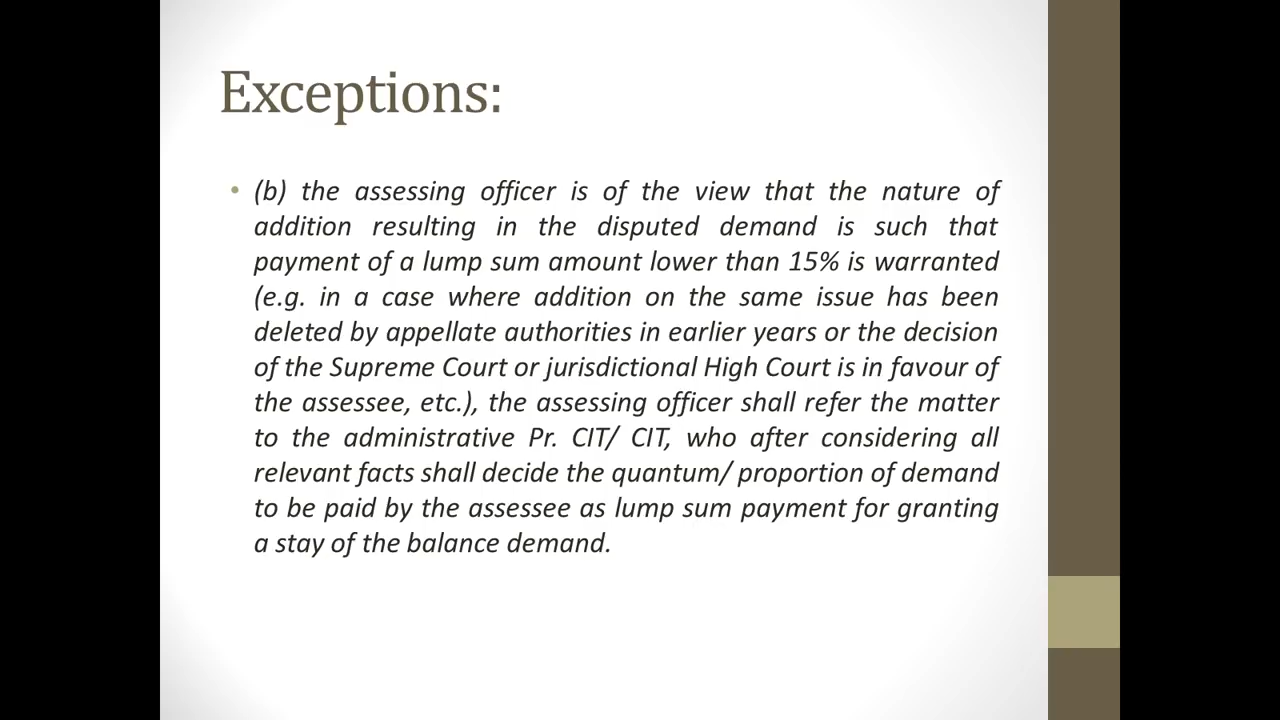 Exceptions:
• (b) the assessing officer is of the view that the nature of
addition resulting in the disputed demand is such that
payment of a lump sum amount lower than 15% is warranted
(e.g. in a case where addition on the same issue has been
deleted by appellate authorities in earlier years or the decision
of the Supreme Court or jurisdictional High Court is in favour of
the assessee, etc.), the assessing officer shall refer the matter
to the administrative Pr. CIT/ CIT, who after considering all
relevant facts shall decide the quantum/ proportion of demand
to be paid by the assessee as lump sum payment for granting
a stay of the balance demand.